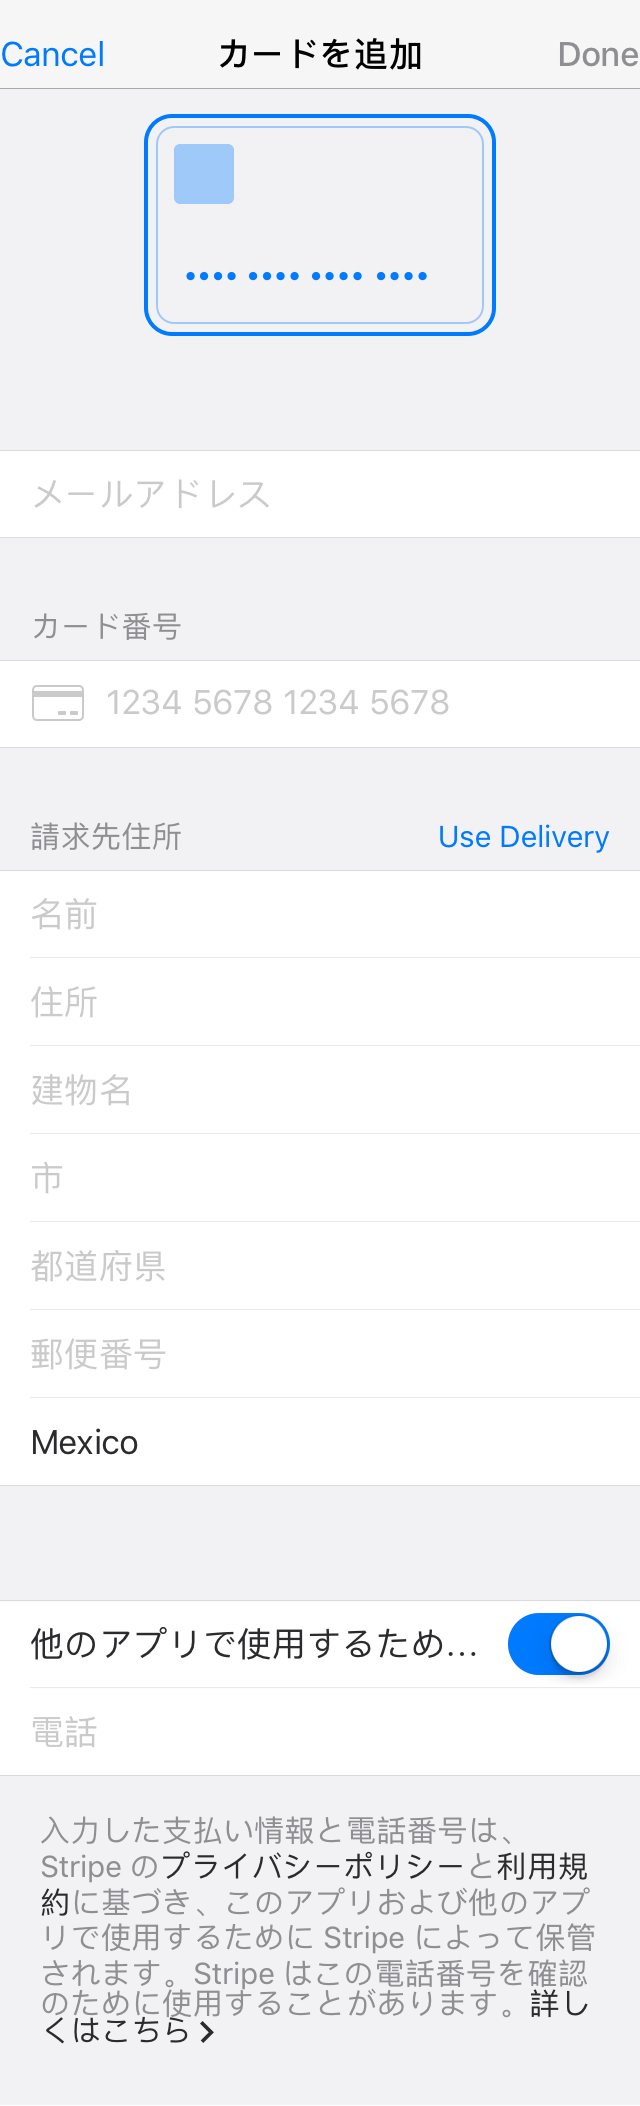 Cancel カードを追加 Done
•••• •••• •••• ••••
メールアドレス
カード番号
1234 5678 1234 5678
請求先住所 Use Delivery
名前
住所
建物名
市
都道府県
郵便番号
Mexico
他のアプリで使用するため...
電話
入力した支払い情報と電話番号は、
Stripe のプライバシーポリシーと利用規
約に基づき、このアプリおよび他のアプ
リで使用するために Stripe によって保管
されます。Stripe はこの電話番号を確認
のために使用することがあります。詳し
くはこちら